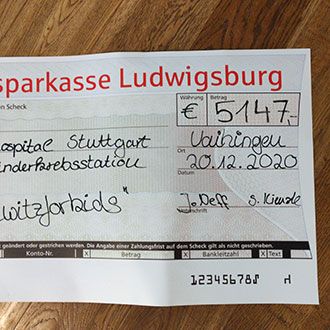 sparkasse Ludwigsburg
Scheck
Währung Betrag
€ 5147,-
ospital Stuttgart
inderkrebsstation
Vaihingen
Ort
20.12.2020
Datum
witzforkids"
J. Neff S. Kienzle
Unterschrift
geändert oder gestrichen werden. Die Angabe einer Zahlungsfrist auf dem Scheck gilt als nicht geschrieben.
Konto-Nr. X Betrag X Bankleitzahl X Text
12345678